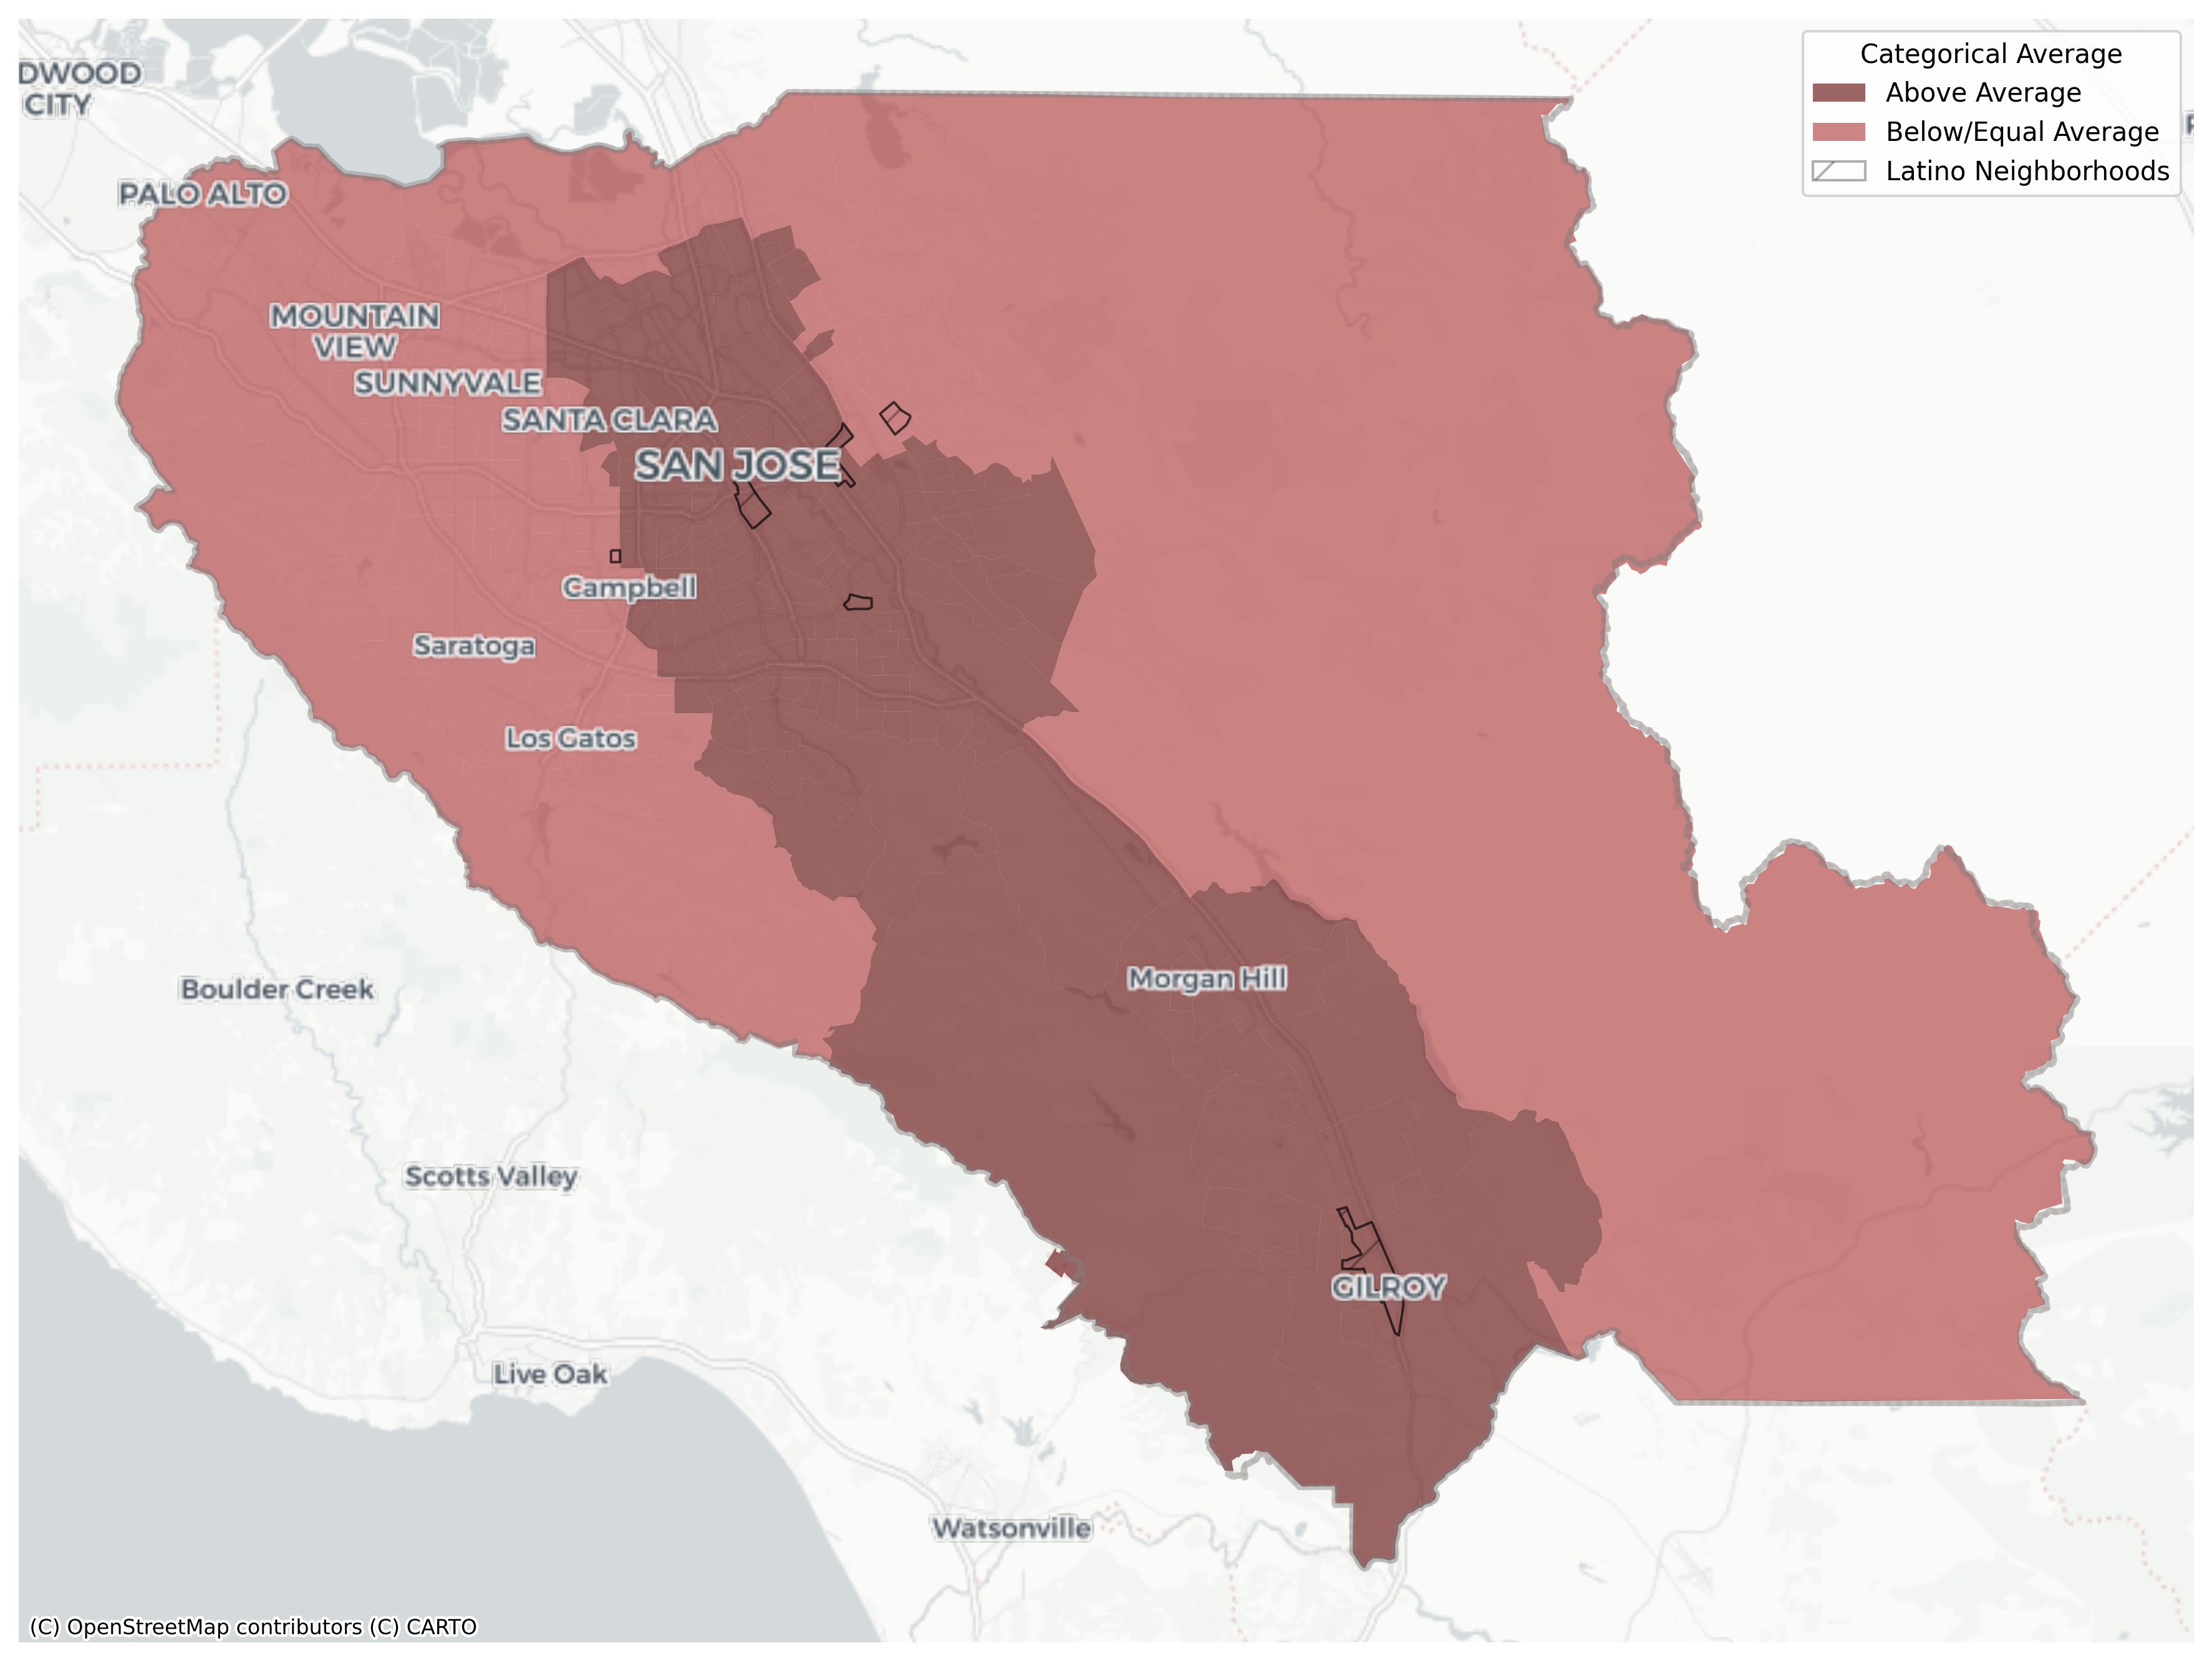 DWOOD
CITY
Categorical Average
Above Average
Below/Equal Average
Latino Neighborhoods
PALO ALTO
MOUNTAIN
VIEW
SUNNYVALE
SANTA CLARA
SAN JOSE
Campbell
Saratoga
Los Gatos
Morgan Hill
Boulder Creek
Scotts Valley
GILROY
Live Oak
Watsonville
(C) OpenStreetMap contributors (C) CARTO